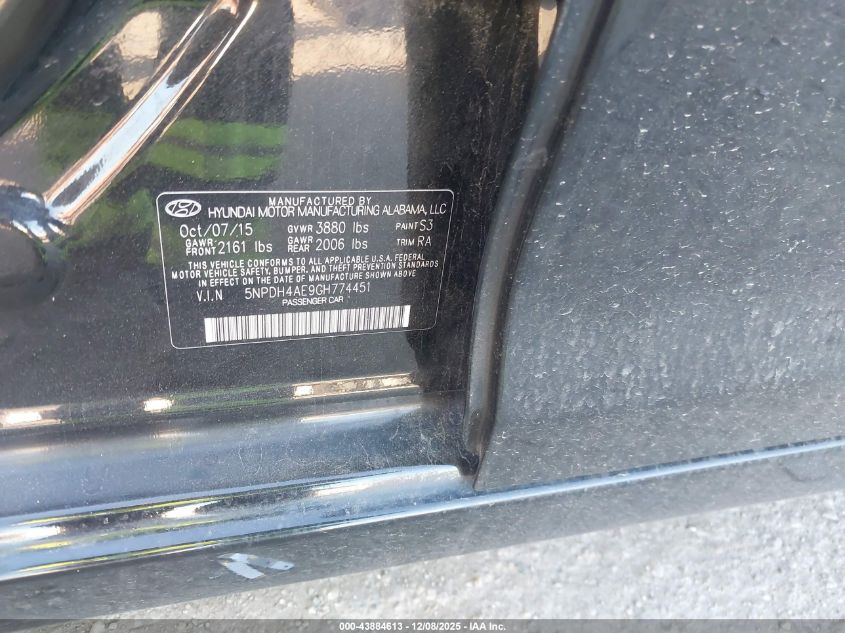 MANUFACTURED BY
HYUNDAI MOTOR MANUFACTURING ALABAMA, LLC
Oct/07/15 GVWR 3880 lbs PAINT S3
GAWR FRONT 2161 lbs GAWR REAR 2006 lbs TRIM RA
THIS VEHICLE CONFORMS TO ALL APPLICABLE U.S.A. FEDERAL
MOTOR VEHICLE SAFETY, BUMPER, AND THEFT PREVENTION STANDARDS
IN EFFECT ON THE DATE OF MANUFACTURE SHOWN ABOVE
V.I.N 5NPDH4AE9GH774451
PASSENGER CAR
000-43884613 - 12/08/2025 - IAA Inc.